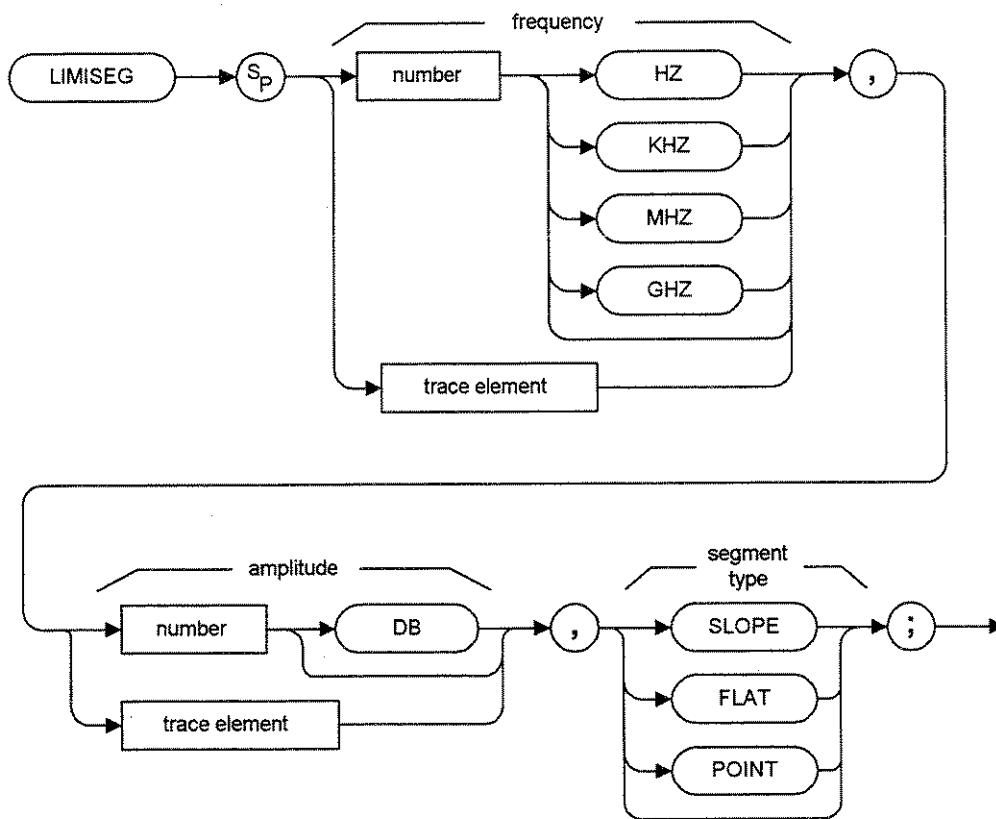 frequency
LIMISEG SP number HZ ,
KHZ
MHZ
GHZ
trace element
amplitude segment type
number DB , SLOPE ;
trace element FLAT
POINT